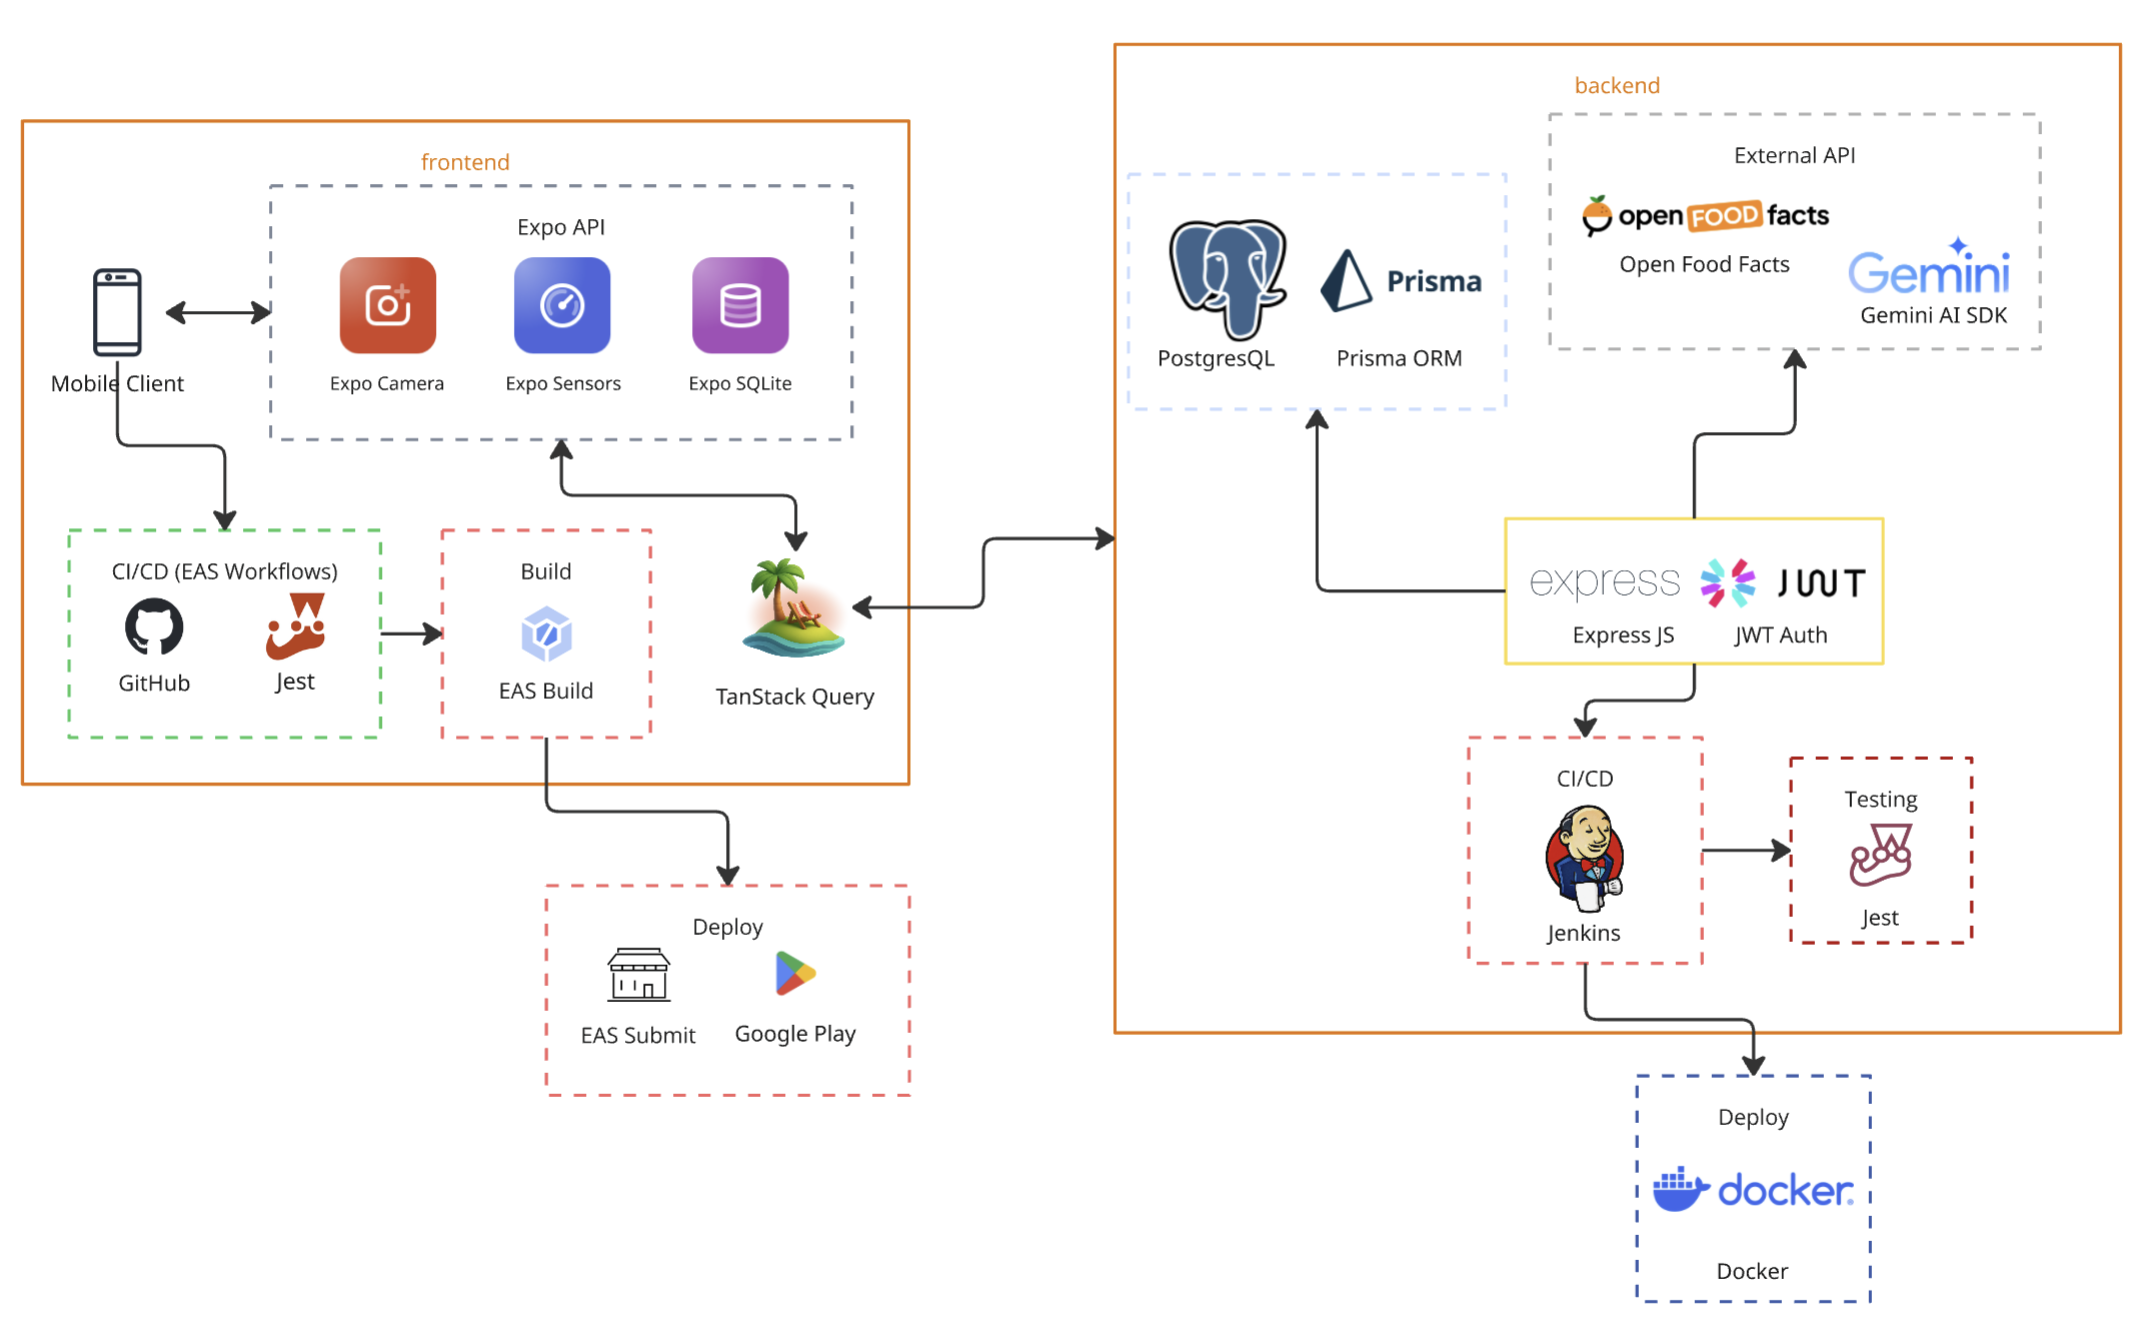 frontend
Expo API
Expo Camera
Expo Sensors
Expo SQLite
Mobile Client
CI/CD (EAS Workflows)
GitHub
Jest
Build
EAS Build
TanStack Query
Deploy
EAS Submit
Google Play
backend
PostgresQL
Prisma
Prisma ORM
External API
open FOOD facts
Open Food Facts
Gemini
Gemini AI SDK
express
Express JS
JWT
JWT Auth
CI/CD
Jenkins
Testing
Jest
Deploy
docker
Docker